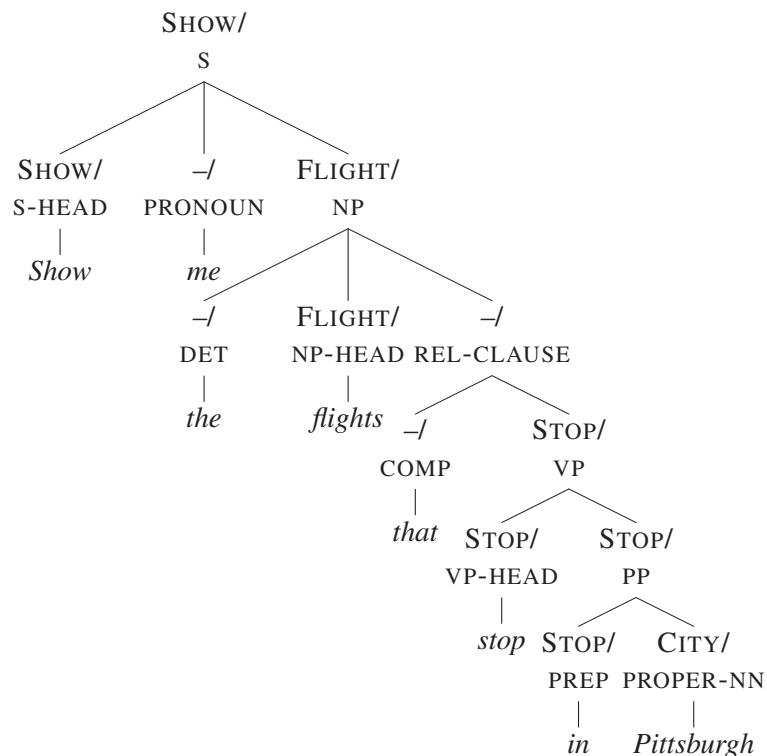 SHOW/
S
SHOW/ –/ FLIGHT/
S-HEAD PRONOUN NP
Show me
–/ FLIGHT/ –/
DET NP-HEAD REL-CLAUSE
the flights
–/ STOP/
COMP VP
that
STOP/ STOP/
VP-HEAD PP
stop
STOP/ CITY/
PREP PROPER-NN
in Pittsburgh